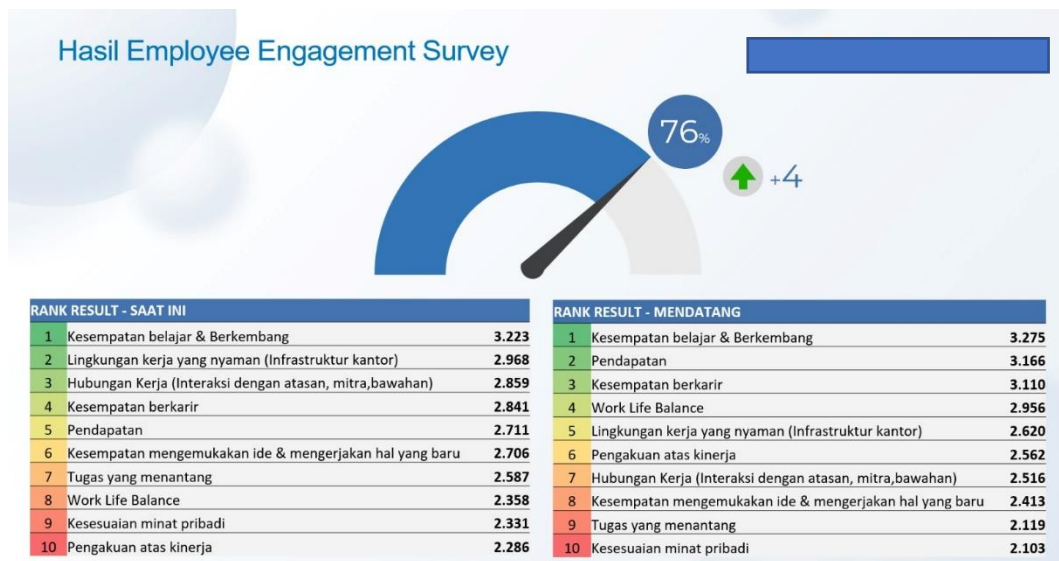 Hasil Employee Engagement Survey
76%
+4
RANK RESULT - SAAT INI
1 Kesempatan belajar & Berkembang 3.223
2 Lingkungan kerja yang nyaman (Infrastruktur kantor) 2.968
3 Hubungan Kerja (Interaksi dengan atasan, mitra,bawahan) 2.859
4 Kesempatan berkarir 2.841
5 Pendapatan 2.711
6 Kesempatan mengemukakan ide & mengerjakan hal yang baru 2.706
7 Tugas yang menantang 2.587
8 Work Life Balance 2.358
9 Kesesuaian minat pribadi 2.331
10 Pengakuan atas kinerja 2.286
RANK RESULT - MENDATANG
1 Kesempatan belajar & Berkembang 3.275
2 Pendapatan 3.166
3 Kesempatan berkarir 3.110
4 Work Life Balance 2.956
5 Lingkungan kerja yang nyaman (Infrastruktur kantor) 2.620
6 Pengakuan atas kinerja 2.562
7 Hubungan Kerja (Interaksi dengan atasan, mitra,bawahan) 2.516
8 Kesempatan mengemukakan ide & mengerjakan hal yang baru 2.413
9 Tugas yang menantang 2.119
10 Kesesuaian minat pribadi 2.103